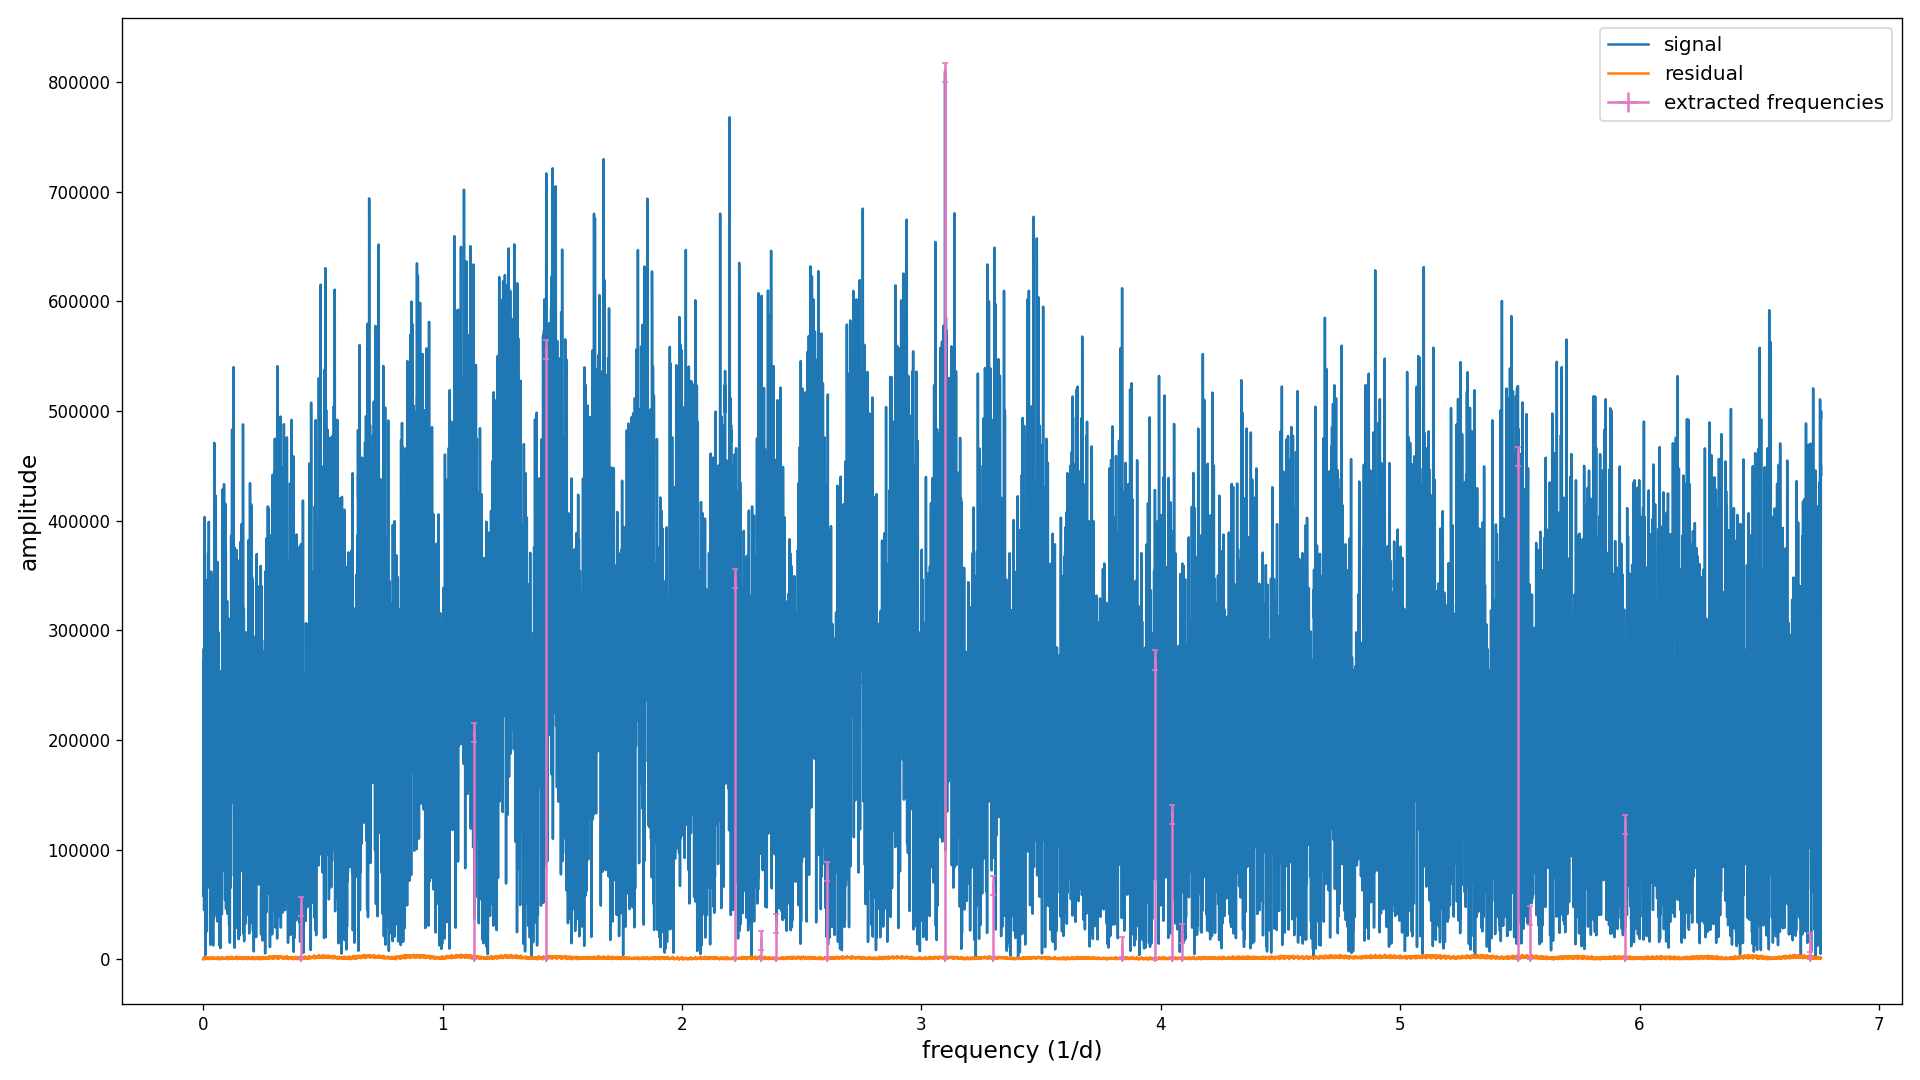 signal
residual
extracted frequencies
amplitude
800000
700000
600000
500000
400000
300000
200000
100000
0
0 1 2 3 4 5 6 7
frequency (1/d)